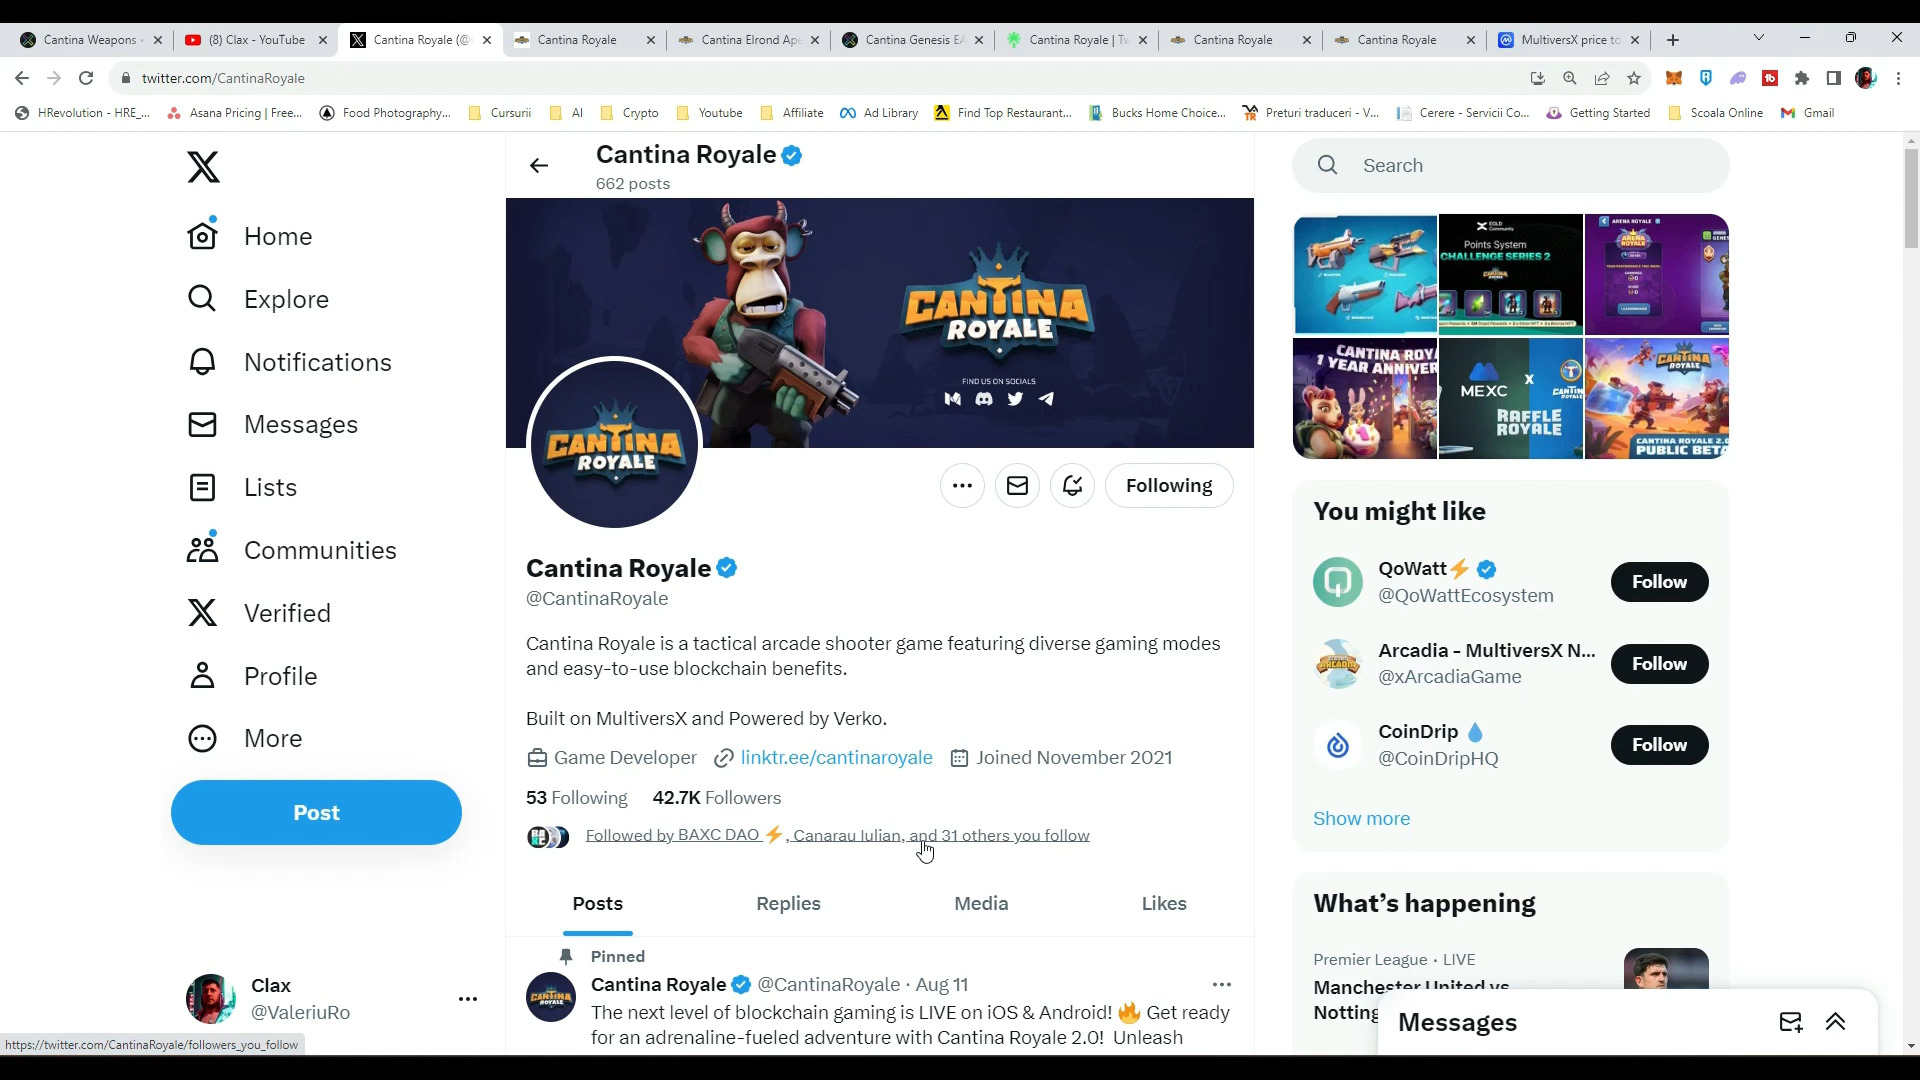 Cantina Weapons
(8) Clax - YouTube
Cantina Royale (@
Cantina Royale
Cantina Elrond Ape
Cantina Genesis EA
Cantina Royale | Tw
Cantina Royale
Cantina Royale
MultiversX price to
twitter.com/CantinaRoyale
HRevolution - HRE_...
Asana Pricing | Free...
Food Photography...
Cursurii
AI
Crypto
Youtube
Affiliate
Ad Library
Find Top Restaurant...
Bucks Home Choice...
Preturi traduceri - V...
Cerere - Servicii Co...
Getting Started
Scoala Online
Gmail
Home
Explore
Notifications
Messages
Lists
Communities
Verified
Profile
More
Post
Clax
@ValeriuRo
https://twitter.com/CantinaRoyale/followers_you_follow
Cantina Royale
662 posts
CANTINA
ROYALE
FIND US ON SOCIALS
CANTINA
ROYALE
Following
Cantina Royale
@CantinaRoyale
Cantina Royale is a tactical arcade shooter game featuring diverse gaming modes
and easy-to-use blockchain benefits.
Built on MultiversX and Powered by Verko.
Game Developer linktr.ee/cantinaroyale Joined November 2021
53 Following 42.7K Followers
Followed by BAXC DAO⚡, Canarau Iulian, and 31 others you follow
Posts Replies Media Likes
Pinned
Cantina Royale @CantinaRoyale · Aug 11
The next level of blockchain gaming is LIVE on iOS & Android! 🔥 Get ready
for an adrenaline-fueled adventure with Cantina Royale 2.0! Unleash
Search
EGLD
Community
Points System
CHALLENGE SERIES 2
ARENA ROYALE
CANTINA ROYA
1 YEAR ANNIVER
MEXC X
RAFFLE
ROYALE
CANTINA ROYALE 2.0
PUBLIC BETA
You might like
QoWatt⚡
@QoWattEcosystem
Follow
Arcadia - MultiversX N...
@xArcadiaGame
Follow
CoinDrip 💧
@CoinDripHQ
Follow
Show more
What's happening
Premier League · LIVE
Manchester United vs
Notting
Messages